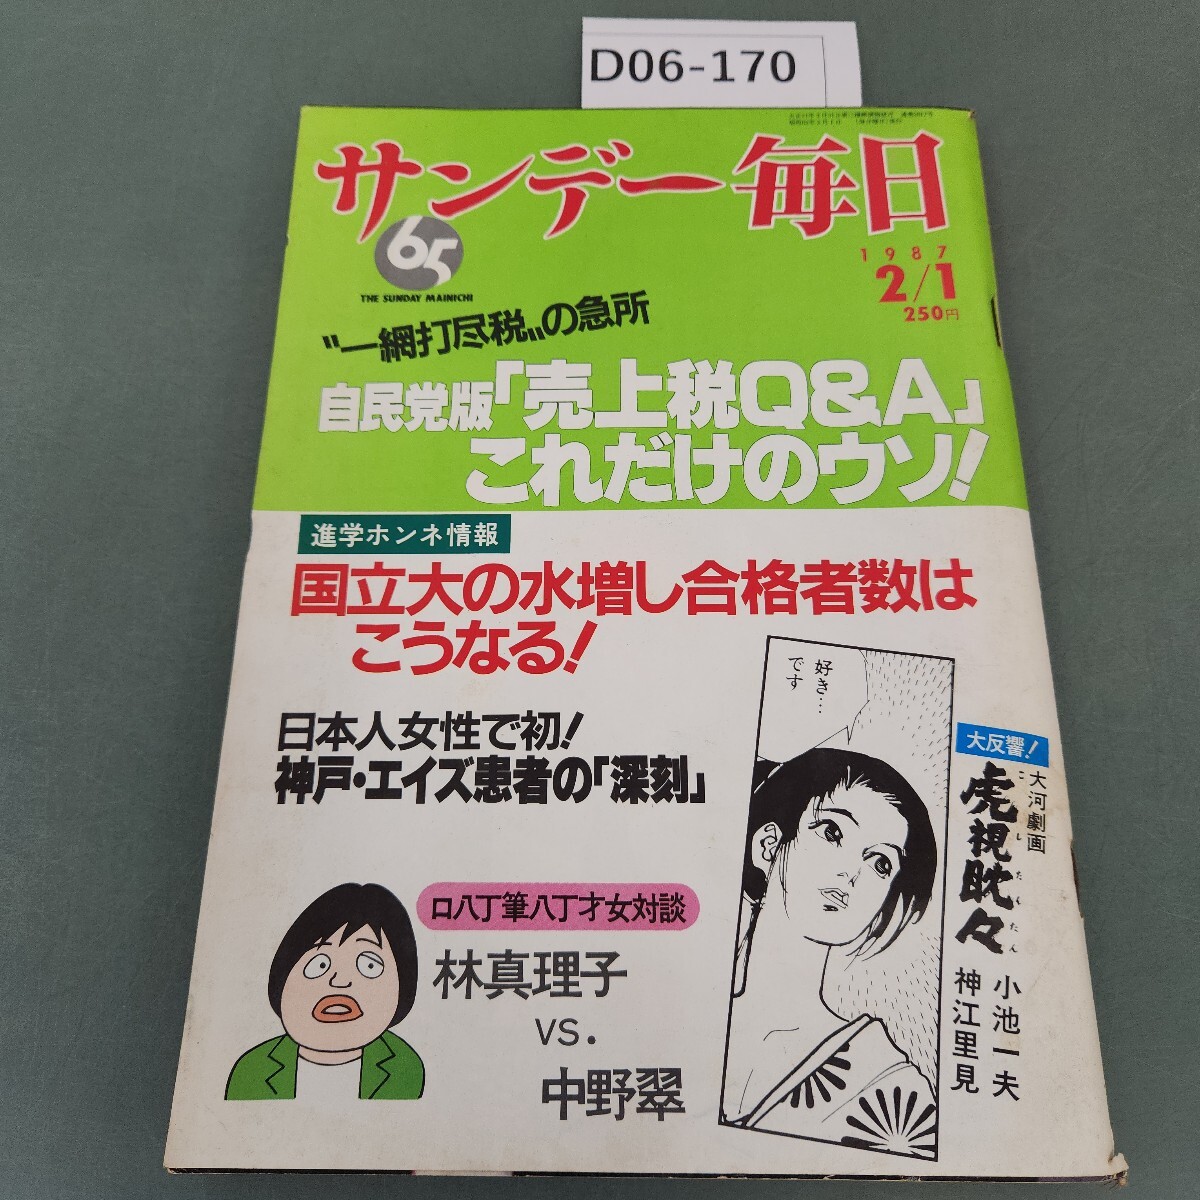 D06-170
サンデー毎日
65
THE SUNDAY MAINICHI
1987
2/1
250円
〝一網打尽税〟の急所
自民党版「売上税Q&A」
これだけのウソ!
進学ホンネ情報
国立大の水増し合格者数は
こうなる!
日本人女性で初!
神戸・エイズ患者の「深刻」
好き…
です
大反響!
大河劇画
虎視眈々
こしたんたん
小池一夫
神江里見
口八丁筆八丁才女対談
林真理子
vs.
中野翠